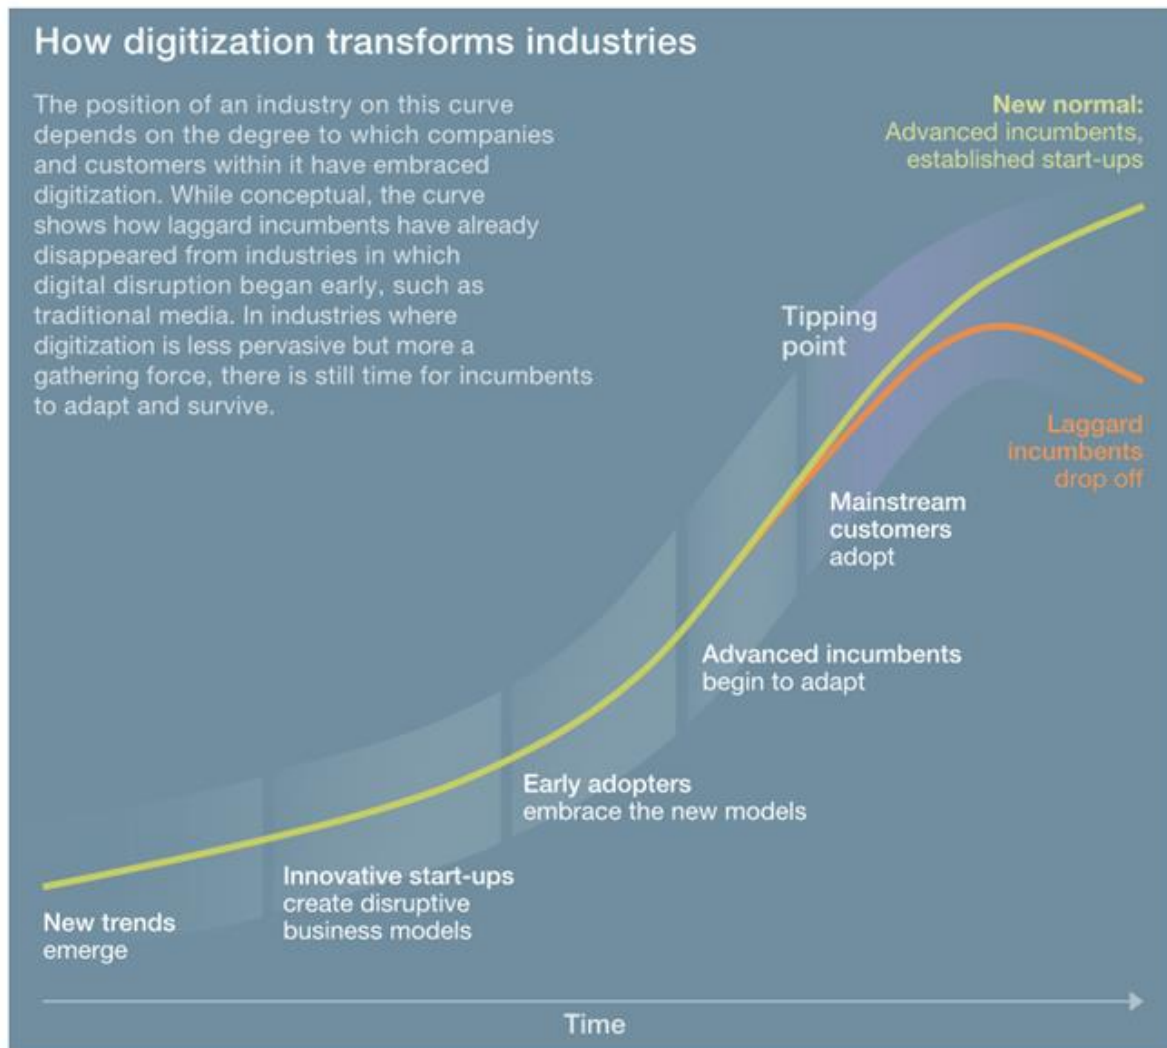 How digitization transforms industries
The position of an industry on this curve
depends on the degree to which companies
and customers within it have embraced
digitization. While conceptual, the curve
shows how laggard incumbents have already
disappeared from industries in which
digital disruption began early, such as
traditional media. In industries where
digitization is less pervasive but more a
gathering force, there is still time for incumbents
to adapt and survive.
New normal:
Advanced incumbents,
established start-ups
Tipping
point
Laggard
incumbents
drop off
Mainstream
customers
adopt
Advanced incumbents
begin to adapt
Early adopters
embrace the new models
Innovative start-ups
create disruptive
business models
New trends
emerge
Time